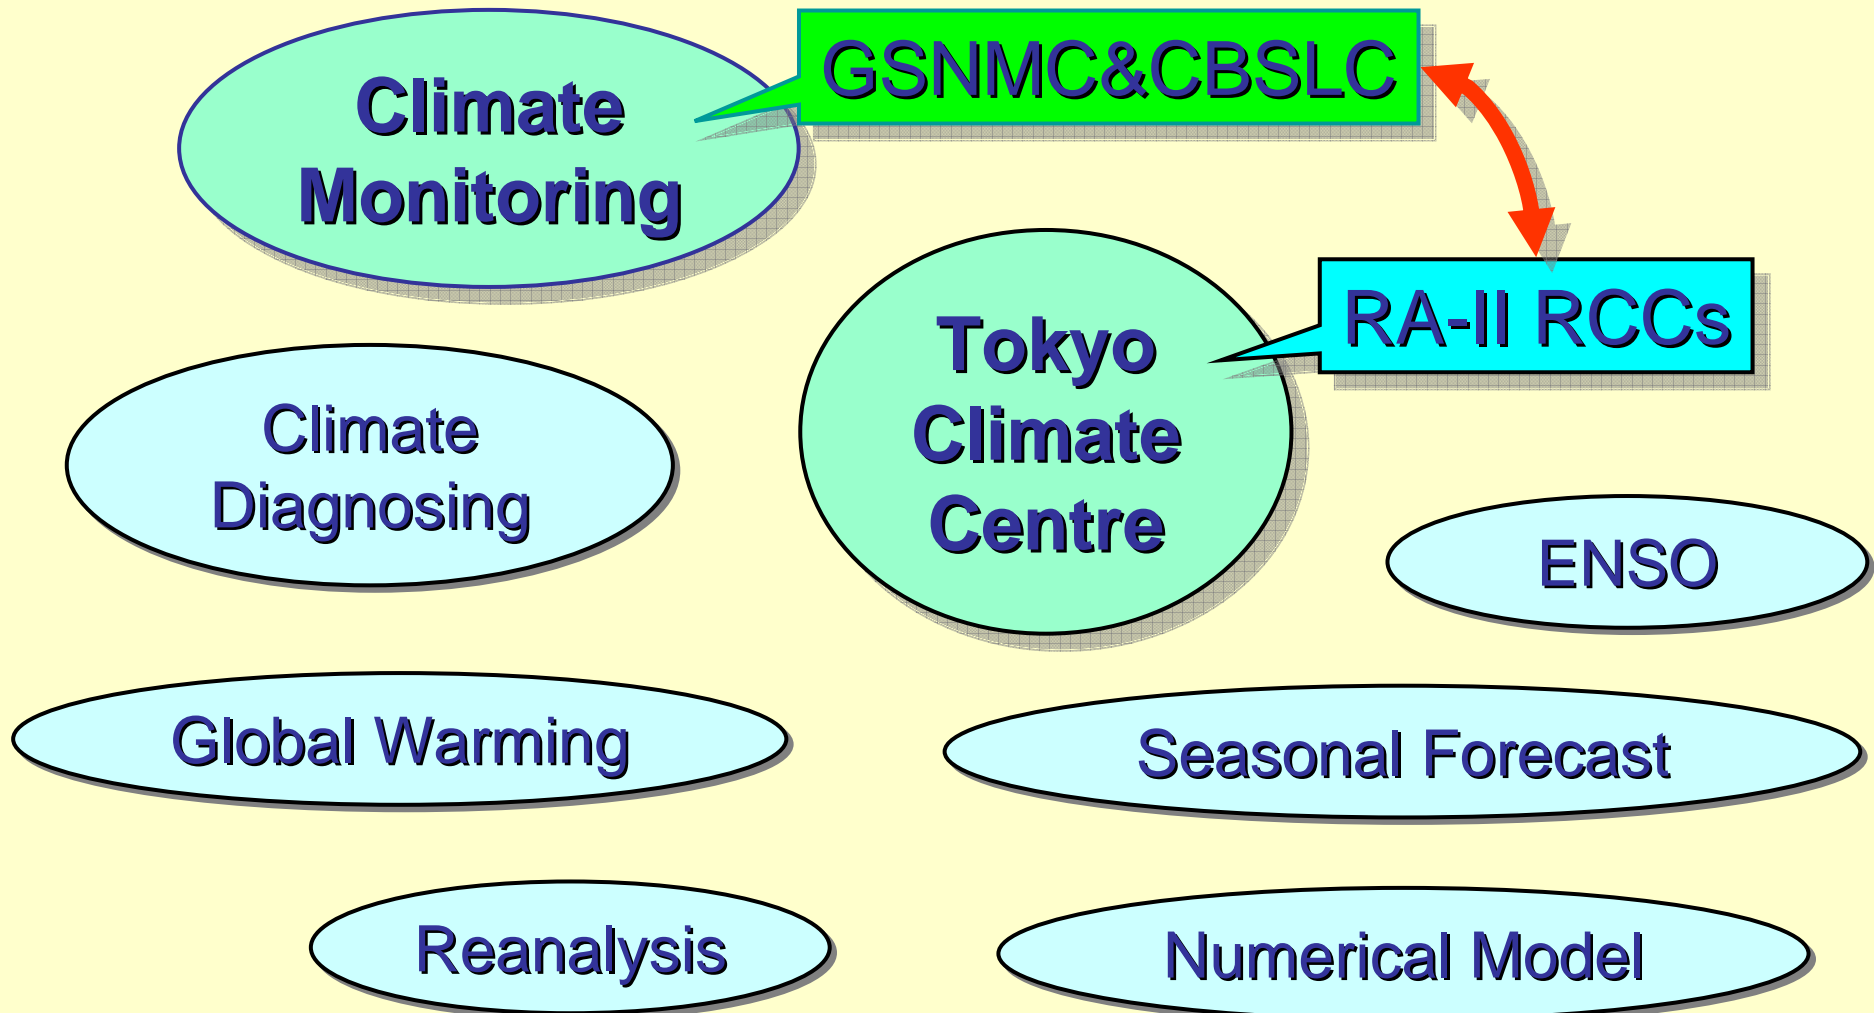 GSNMC&CBSLC
Climate
Monitoring
RA-II RCCs
Tokyo
Climate
Centre
Climate
Diagnosing
ENSO
Global Warming
Seasonal Forecast
Reanalysis
Numerical Model